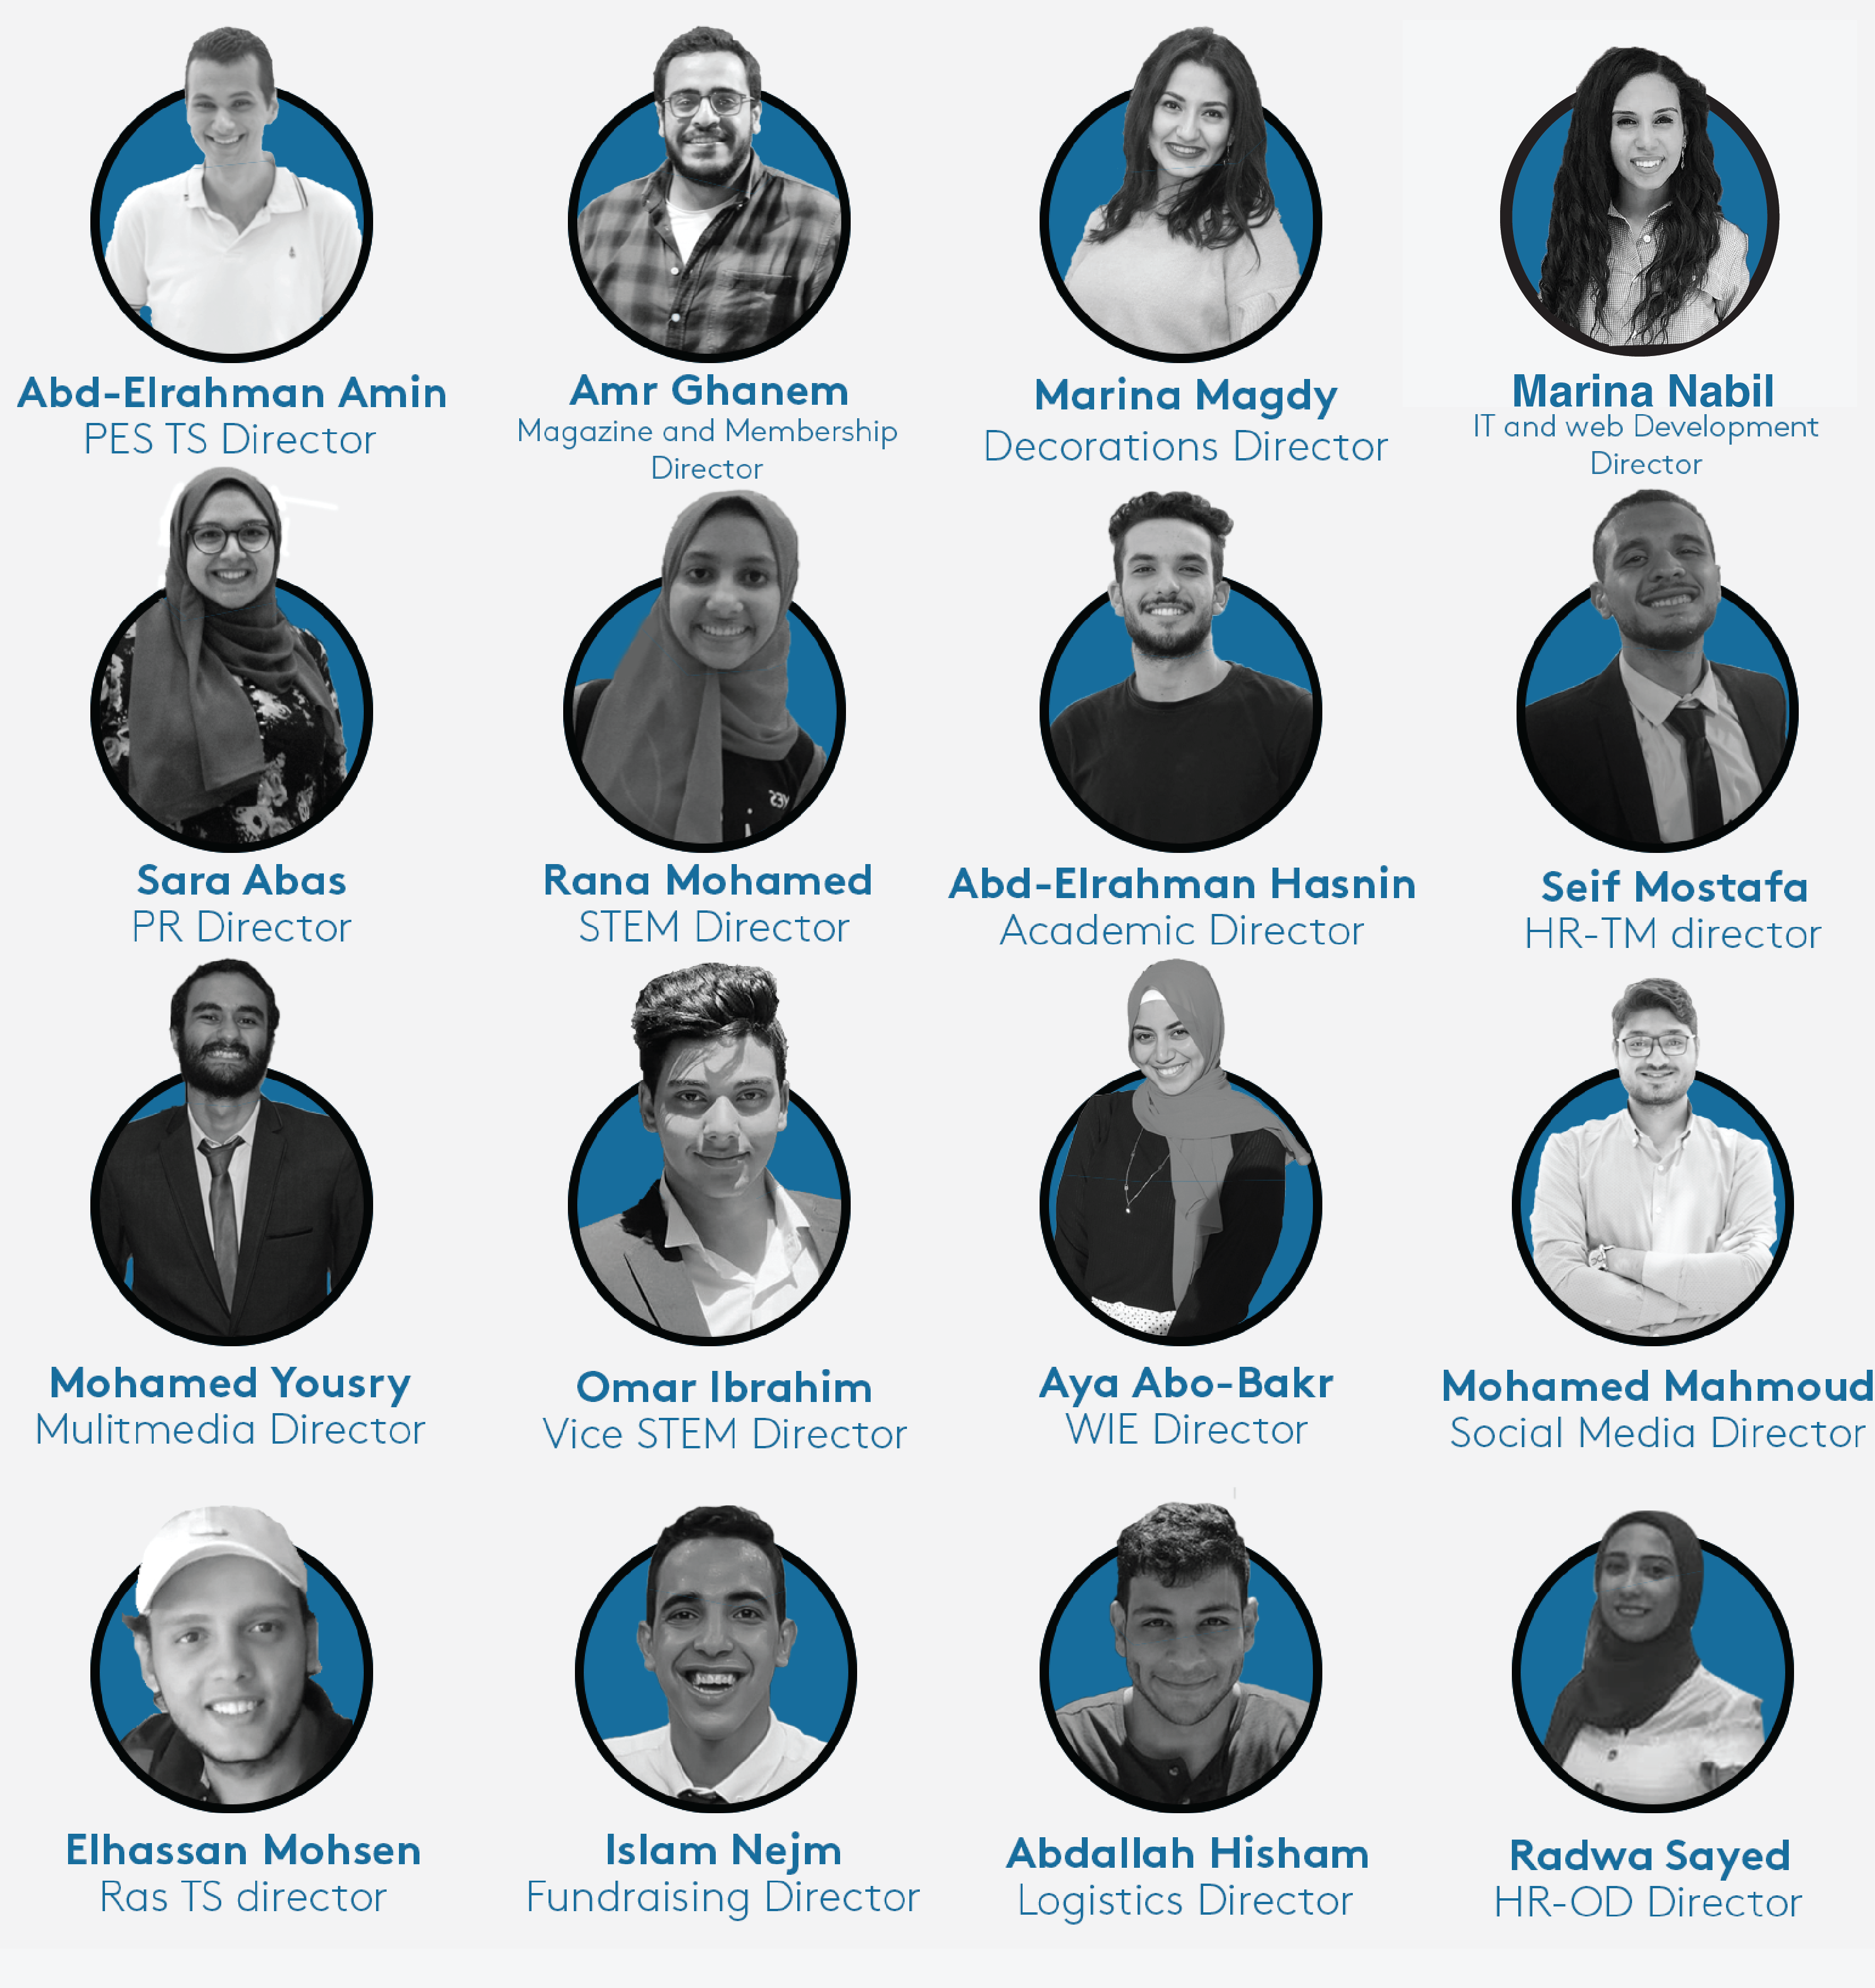 Abd-Elrahman Amin
PES TS Director
Amr Ghanem
Magazine and Membership
Director
Marina Magdy
Decorations Director
Marina Nabil
IT and web Development
Director
Sara Abas
PR Director
Rana Mohamed
STEM Director
Abd-Elrahman Hasnin
Academic Director
Seif Mostafa
HR-TM director
Mohamed Yousry
Mulitmedia Director
Omar Ibrahim
Vice STEM Director
Aya Abo-Bakr
WIE Director
Mohamed Mahmoud
Social Media Director
Elhassan Mohsen
Ras TS director
Islam Nejm
Fundraising Director
Abdallah Hisham
Logistics Director
Radwa Sayed
HR-OD Director